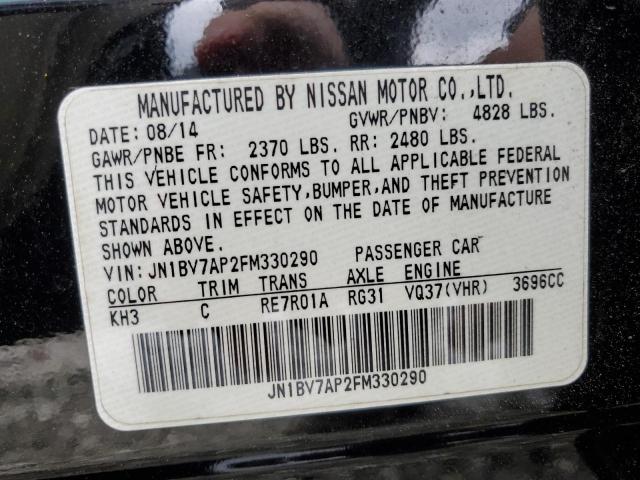 MANUFACTURED BY NISSAN MOTOR CO.,LTD.
DATE: 08/14 GVWR/PNBV: 4828 LBS.
GAWR/PNBE FR: 2370 LBS. RR: 2480 LBS.
THIS VEHICLE CONFORMS TO ALL APPLICABLE FEDERAL
MOTOR VEHICLE SAFETY,BUMPER,AND THEFT PREVENTION
STANDARDS IN EFFECT ON THE DATE OF MANUFACTURE
SHOWN ABOVE.
VIN: JN1BV7AP2FM330290 PASSENGER CAR
COLOR TRIM TRANS AXLE ENGINE
KH3 C RE7R01A RG31 VQ37(VHR) 3696CC
JN1BV7AP2FM330290